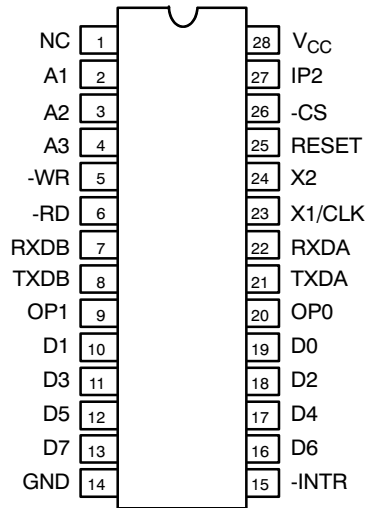 NC 1 28 VCC
A1 2 27 IP2
A2 3 26 -CS
A3 4 25 RESET
-WR 5 24 X2
-RD 6 23 X1/CLK
RXDB 7 22 RXDA
TXDB 8 21 TXDA
OP1 9 20 OP0
D1 10 19 D0
D3 11 18 D2
D5 12 17 D4
D7 13 16 D6
GND 14 15 -INTR